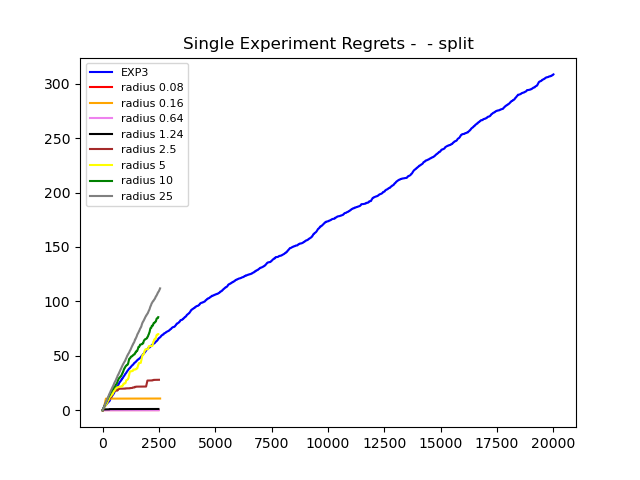 Single Experiment Regrets -  - split
300
250
200
150
100
50
0
EXP3
radius 0.08
radius 0.16
radius 0.64
radius 1.24
radius 2.5
radius 5
radius 10
radius 25
0 2500 5000 7500 10000 12500 15000 17500 20000